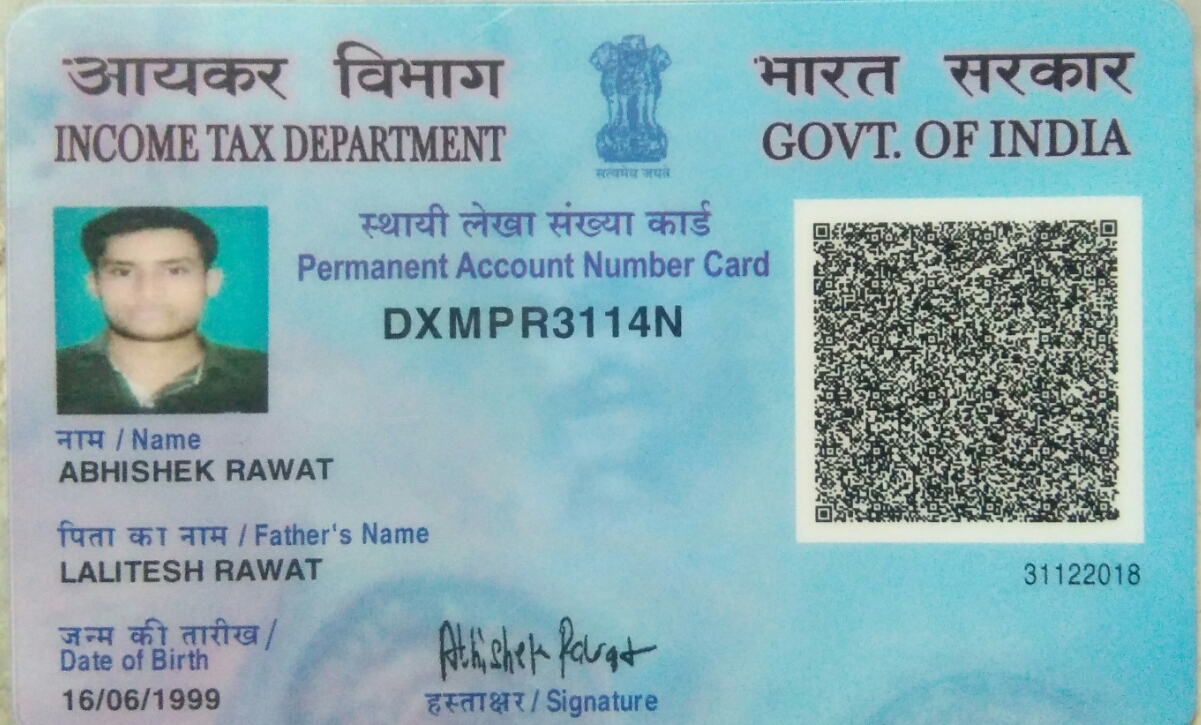 आयकर विभाग
INCOME TAX DEPARTMENT
सत्यमेव जयते
भारत सरकार
GOVT. OF INDIA
स्थायी लेखा संख्या कार्ड
Permanent Account Number Card
DXMPR3114N
नाम / Name
ABHISHEK RAWAT
पिता का नाम / Father's Name
LALITESH RAWAT
31122018
जन्म की तारीख /
Date of Birth
16/06/1999
Abhishek Rawat
हस्ताक्षर / Signature